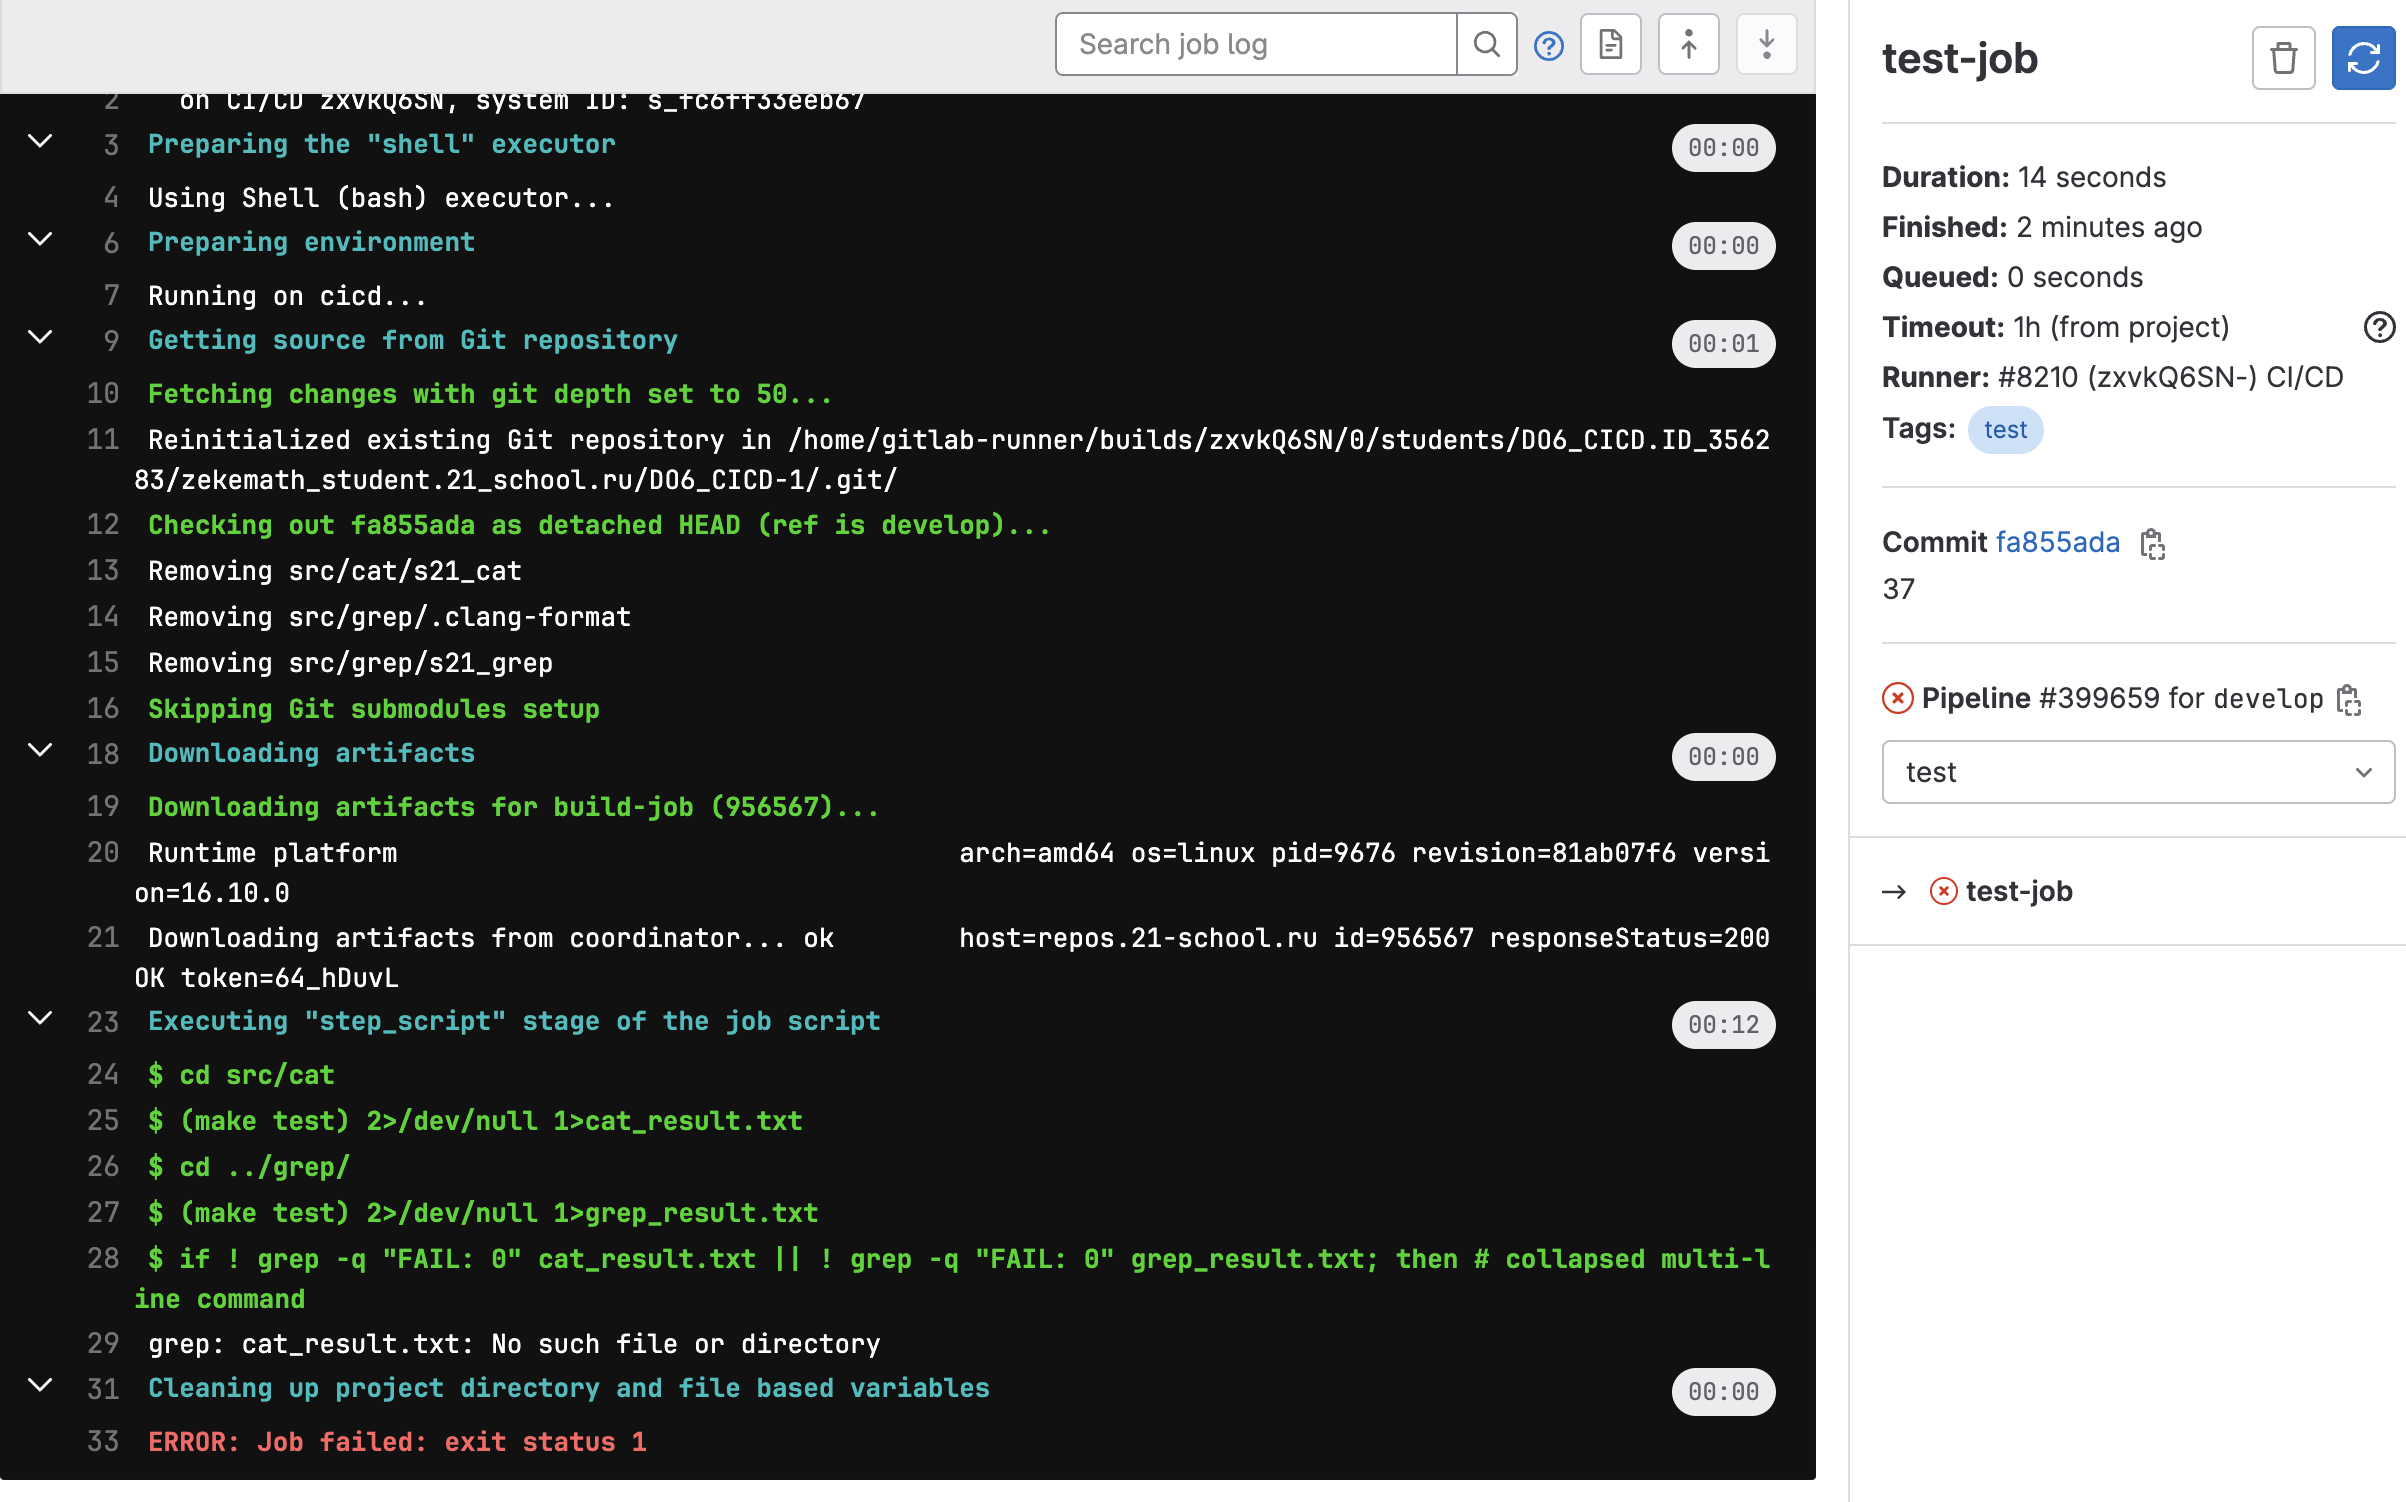 Search job log
2 on CI/CD zxvkQ6SN, system ID: s_fc6ff33eeb67
3 Preparing the "shell" executor 00:00
4 Using Shell (bash) executor...
6 Preparing environment 00:00
7 Running on cicd...
9 Getting source from Git repository 00:01
10 Fetching changes with git depth set to 50...
11 Reinitialized existing Git repository in /home/gitlab-runner/builds/zxvkQ6SN/0/students/DO6_CICD.ID_3562
83/zekemath_student.21_school.ru/DO6_CICD-1/.git/
12 Checking out fa855ada as detached HEAD (ref is develop)...
13 Removing src/cat/s21_cat
14 Removing src/grep/.clang-format
15 Removing src/grep/s21_grep
16 Skipping Git submodules setup
18 Downloading artifacts 00:00
19 Downloading artifacts for build-job (956567)...
20 Runtime platform arch=amd64 os=linux pid=9676 revision=81ab07f6 versi
on=16.10.0
21 Downloading artifacts from coordinator... ok host=repos.21-school.ru id=956567 responseStatus=200
OK token=64_hDuvL
23 Executing "step_script" stage of the job script 00:12
24 $ cd src/cat
25 $ (make test) 2>/dev/null 1>cat_result.txt
26 $ cd ../grep/
27 $ (make test) 2>/dev/null 1>grep_result.txt
28 $ if ! grep -q "FAIL: 0" cat_result.txt || ! grep -q "FAIL: 0" grep_result.txt; then # collapsed multi-l
ine command
29 grep: cat_result.txt: No such file or directory
31 Cleaning up project directory and file based variables 00:00
33 ERROR: Job failed: exit status 1
test-job
Duration: 14 seconds
Finished: 2 minutes ago
Queued: 0 seconds
Timeout: 1h (from project)
Runner: #8210 (zxvkQ6SN-) CI/CD
Tags: test
Commit fa855ada
37
Pipeline #399659 for develop
test
→ test-job